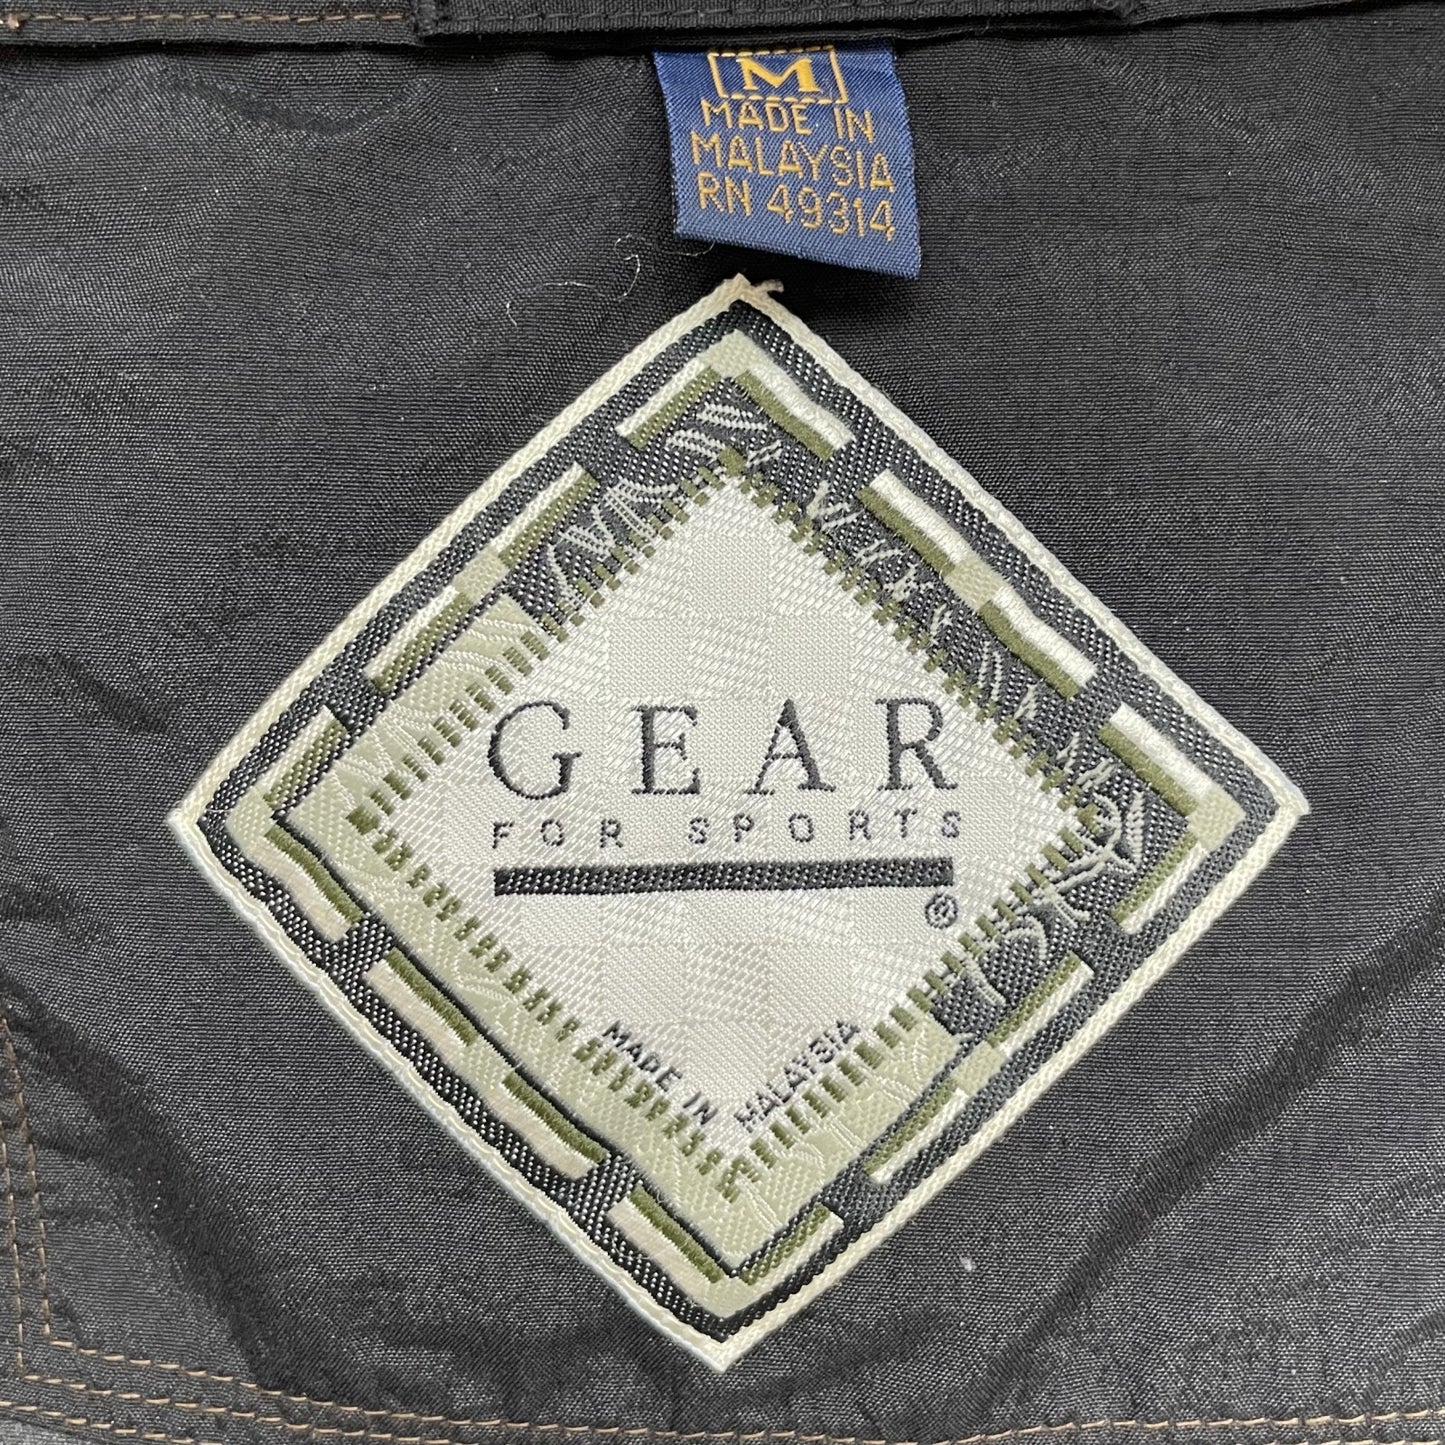 M
MADE IN
MALAYSIA
RN 49314
GEAR
FOR SPORTS
®
MADE IN MALAYSIA